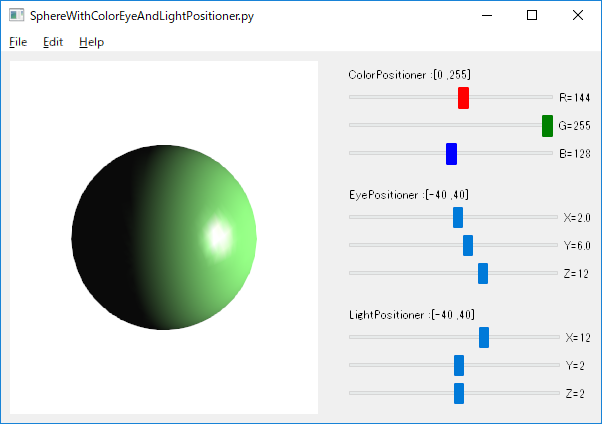 SphereWithColorEyeAndLightPositioner.py
File Edit Help
ColorPositioner :[0 ,255]
R=144
G=255
B=128
EyePositioner :[-40 ,40]
X=2.0
Y=6.0
Z=12
LightPositioner :[-40 ,40]
X=12
Y=2
Z=2